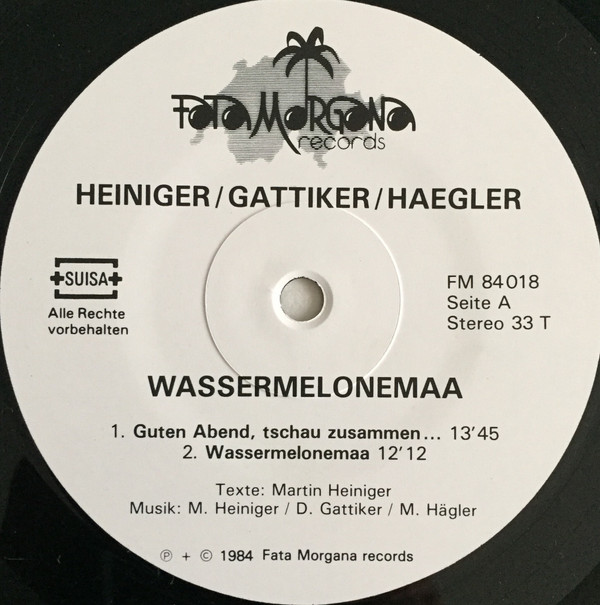 Fata Morgana
records
HEINIGER / GATTIKER / HAEGLER
SUISA
Alle Rechte
vorbehalten
FM 84018
Seite A
Stereo 33 T
WASSERMELONEMAA
1. Guten Abend, tschau zusammen... 13'45
2. Wassermelonemaa 12'12
Texte: Martin Heiniger
Musik: M. Heiniger / D. Gattiker / M. Hägler
℗ + © 1984 Fata Morgana records